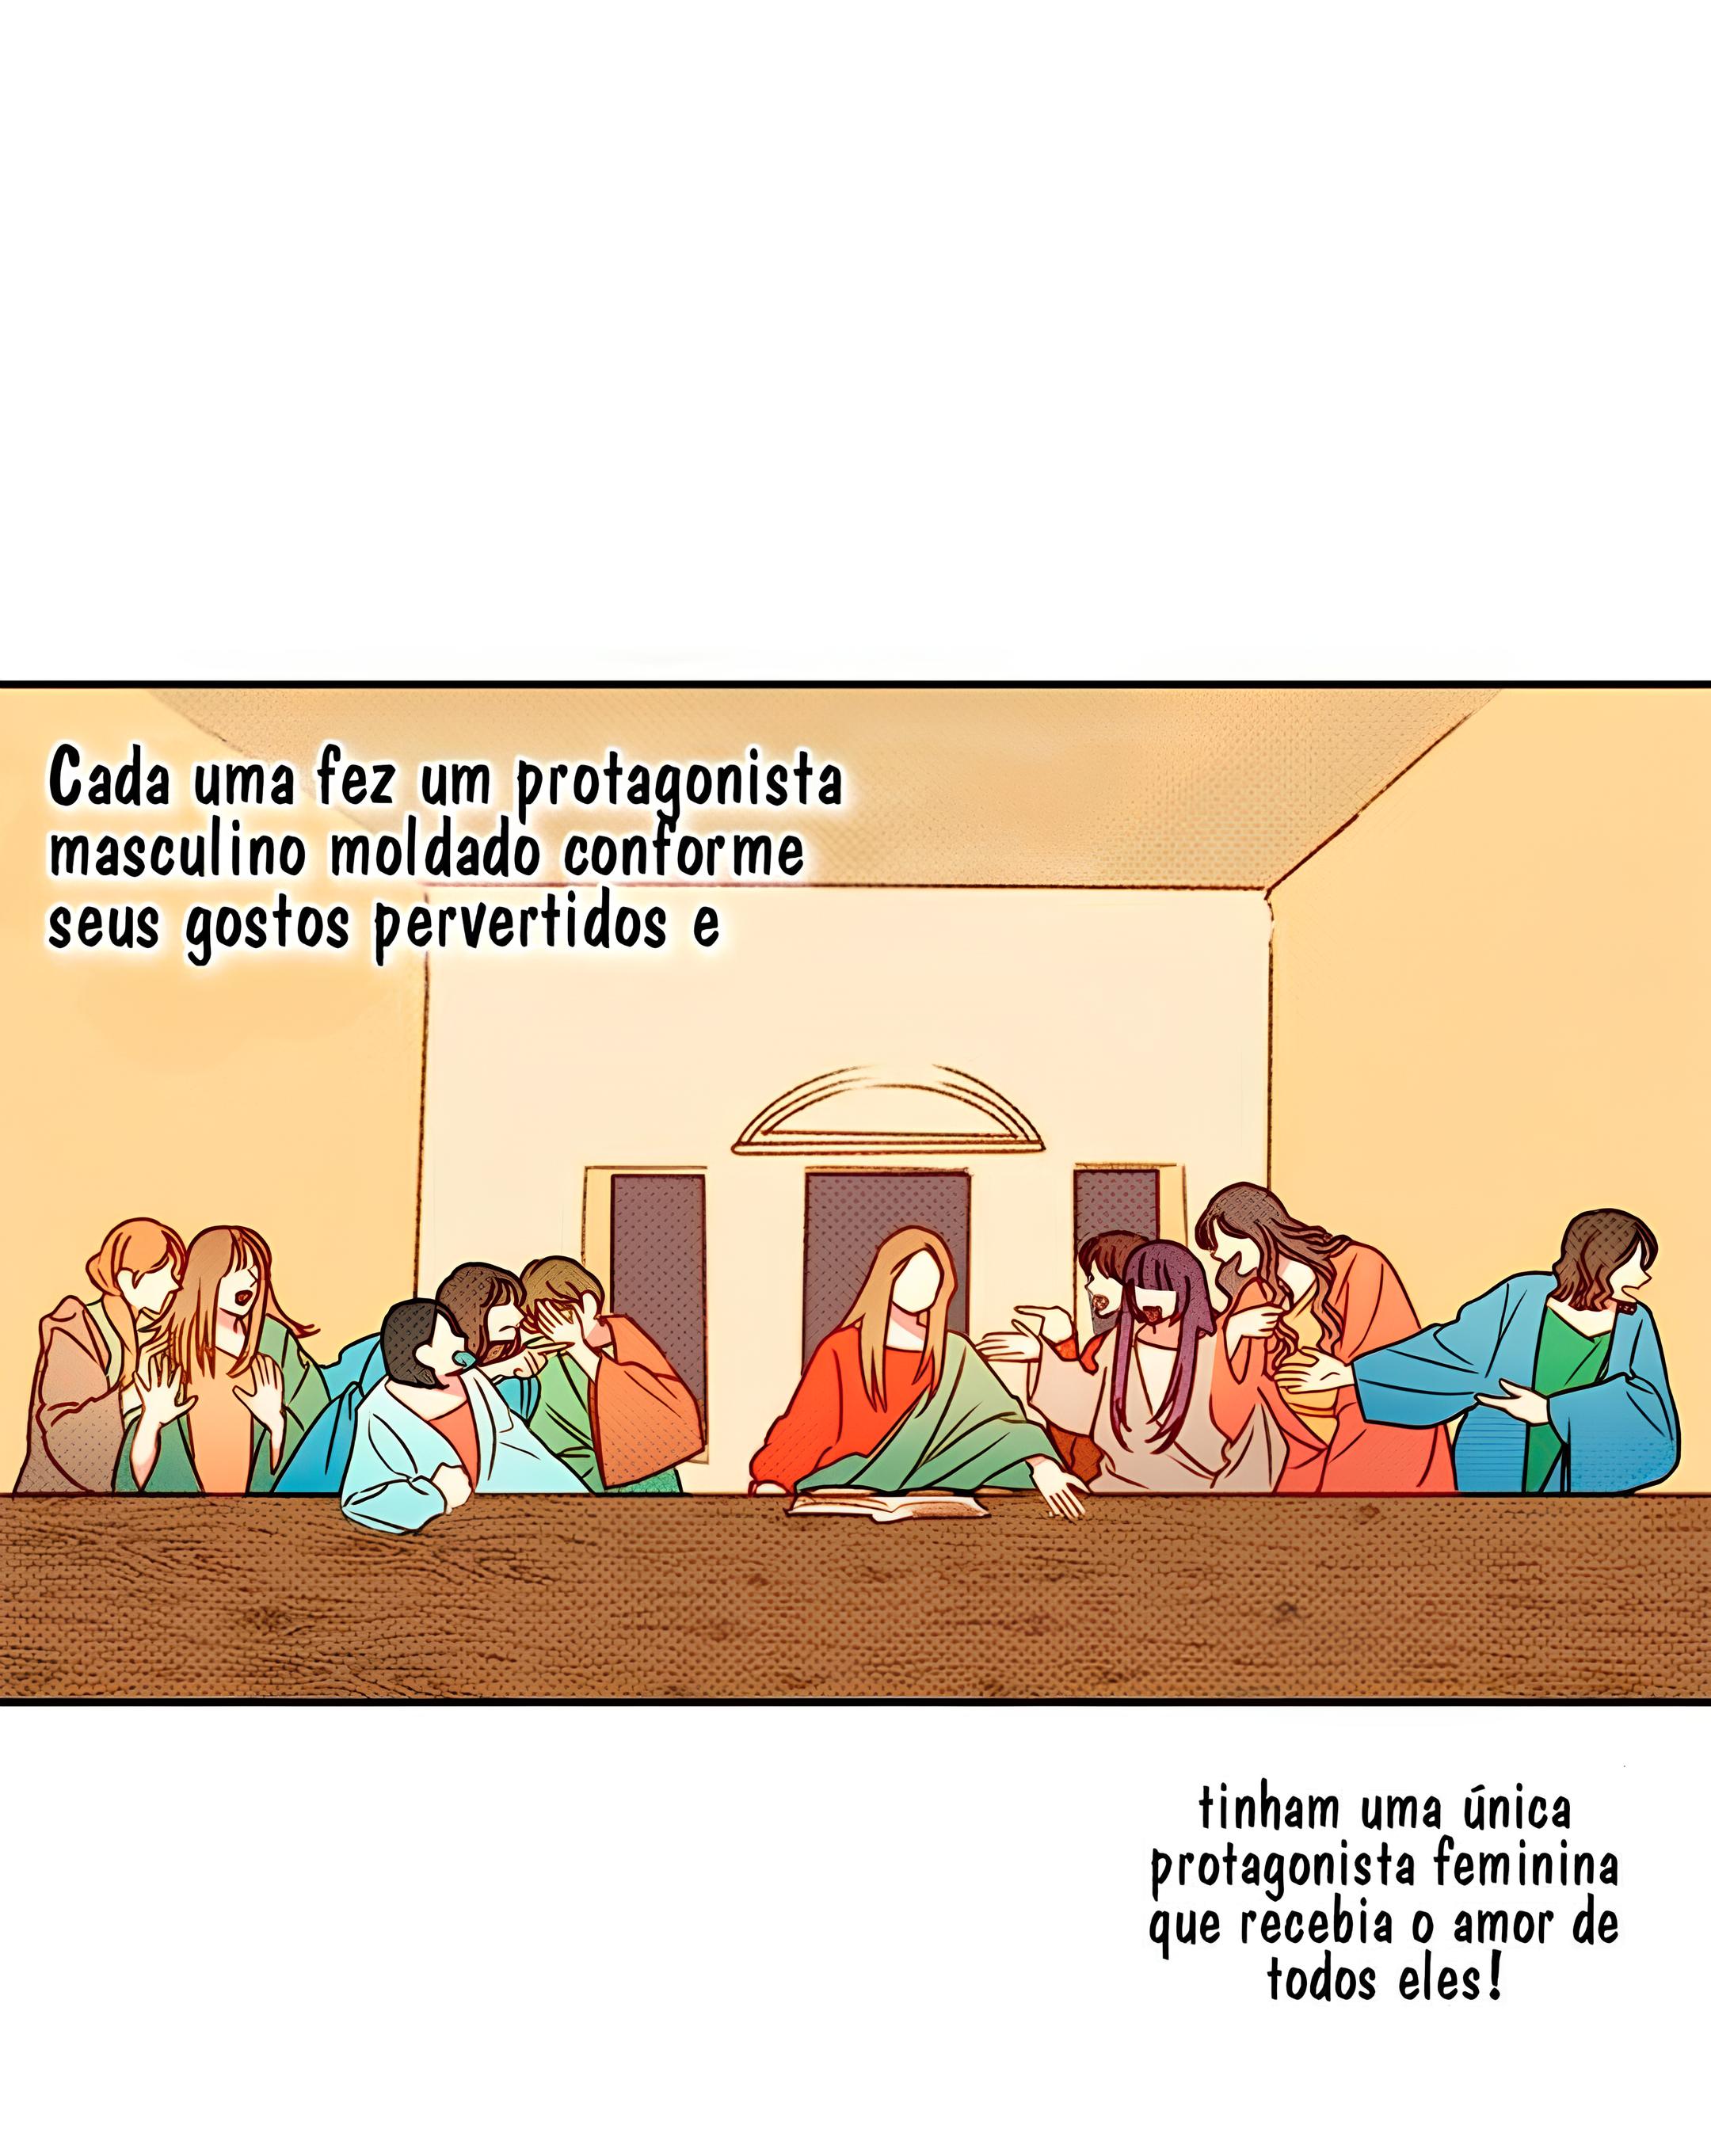 Cada uma fez um protagonista
masculino moldado conforme
seus gostos pervertidos e
tinham uma única
protagonista feminina
que recebia o amor de
todos eles!